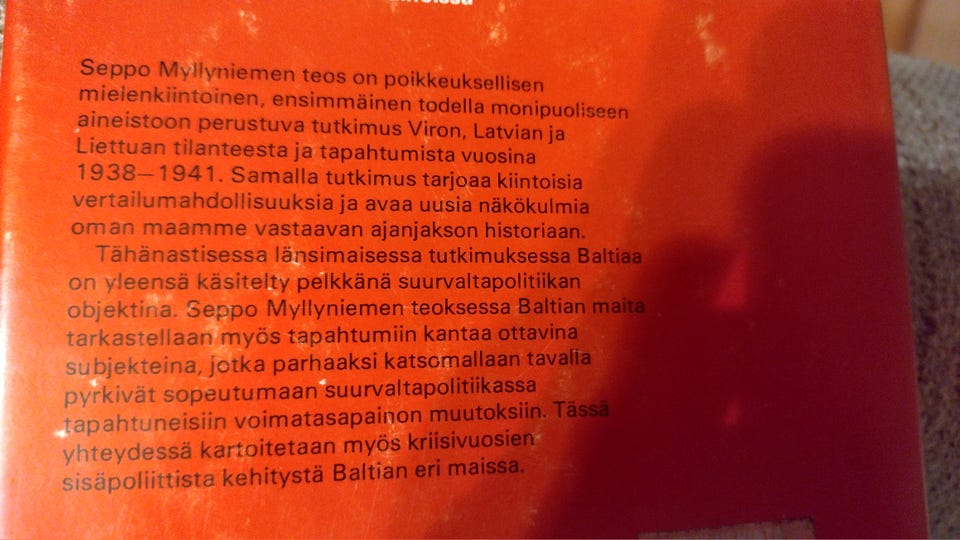 Seppo Myllyniemen teos on poikkeuksellisen
mielenkiintoinen, ensimmäinen todella monipuoliseen
aineistoon perustuva tutkimus Viron, Latvian ja
Liettuan tilanteesta ja tapahtumista vuosina
1938—1941. Samalla tutkimus tarjoaa kiintoisia
vertailumahdollisuuksia ja avaa uusia näkökulmia
oman maamme vastaavan ajanjakson historiaan.
Tähänastisessa länsimaisessa tutkimuksessa Baltiaa
on yleensä käsitelty pelkkänä suurvaltapolitiikan
objektina. Seppo Myllyniemen teoksessa Baltian maita
tarkastellaan myös tapahtumiin kantaa ottavina
subjekteina, jotka parhaaksi katsomallaan tavalla
pyrkivät sopeutumaan suurvaltapolitiikassa
tapahtuneisiin voimatasapainon muutoksiin. Tässä
yhteydessä kartoitetaan myös kriisivuosien
sisäpoliittista kehitystä Baltian eri maissa.